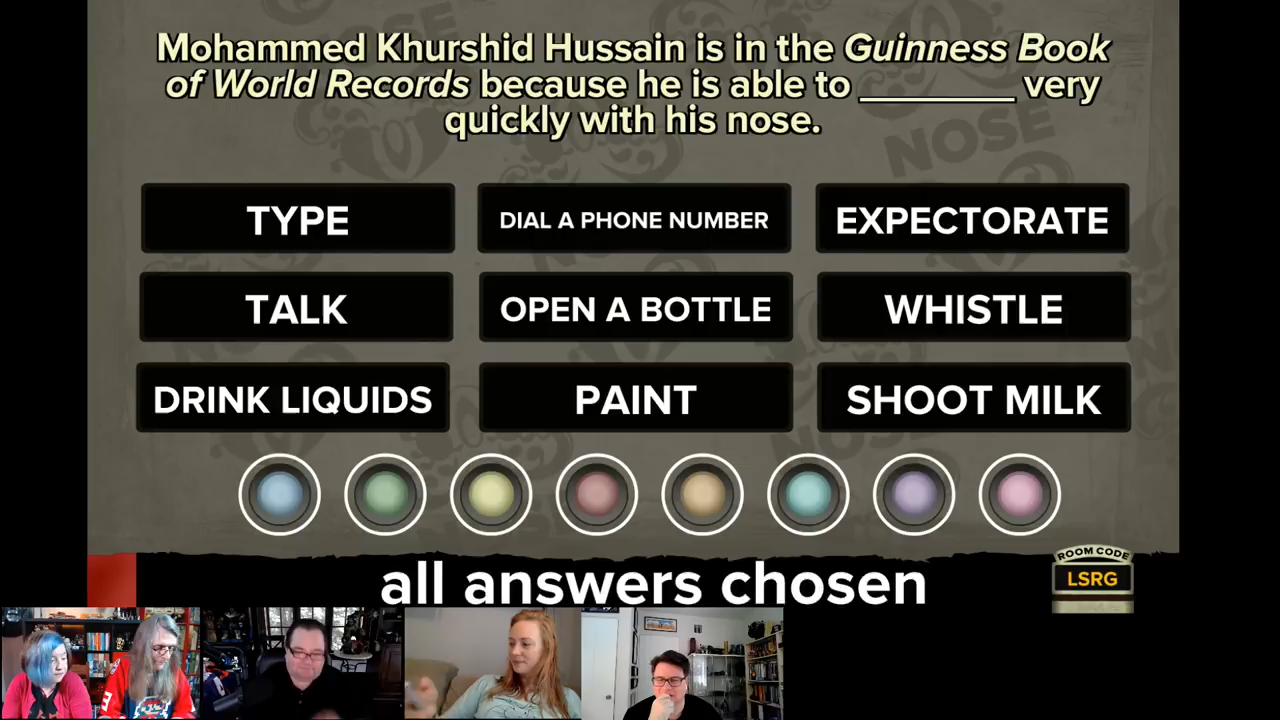 Mohammed Khurshid Hussain is in the Guinness Book
of World Records because he is able to ________ very
quickly with his nose.
NOSE
TYPE
DIAL A PHONE NUMBER
EXPECTORATE
TALK
OPEN A BOTTLE
WHISTLE
DRINK LIQUIDS
PAINT
SHOOT MILK
all answers chosen
ROOM CODE
LSRG